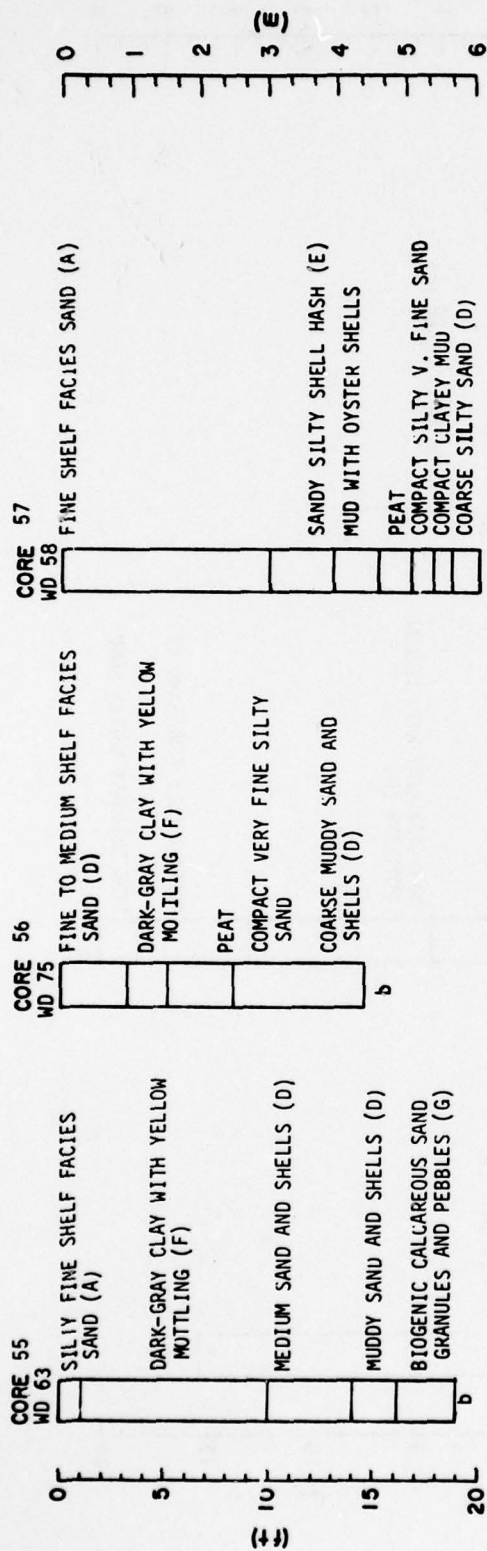 CORE 55
WD 63
SILTY FINE SHELF FACIES
SAND (A)
DARK-GRAY CLAY WITH YELLOW
MOTTLING (F)
MEDIUM SAND AND SHELLS (D)
MUDDY SAND AND SHELLS (D)
BIOGENIC CALCAREOUS SAND
GRANULES AND PEBBLES (G)
b
CORE 56
WD 75
FINE TO MEDIUM SHELF FACIES
SAND (D)
DARK-GRAY CLAY WITH YELLOW
MOTTLING (F)
PEAT
COMPACT VERY FINE SILTY
SAND
COARSE MUDDY SAND AND
SHELLS (D)
b
CORE 57
WD 58
FINE SHELF FACIES SAND (A)
SANDY SILTY SHELL HASH (E)
MUD WITH OYSTER SHELLS
PEAT
COMPACT SILTY V. FINE SAND
COMPACT CLAYEY MUD
COARSE SILTY SAND (D)
0
5
10
15
20
(ft)
0
1
2
3
4
5
6
(m)